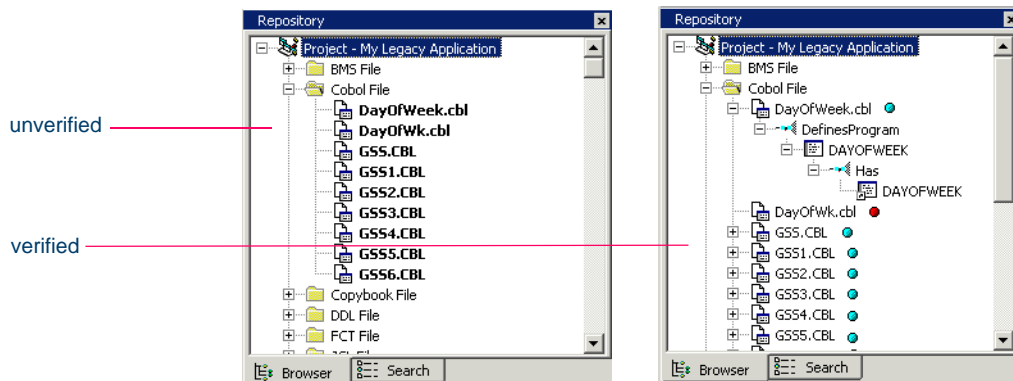 Repository
Project - My Legacy Application
BMS File
Cobol File
DayOfWeek.cbl
DayOfWk.cbl
GSS.CBL
GSS1.CBL
GSS2.CBL
GSS3.CBL
GSS4.CBL
GSS5.CBL
GSS6.CBL
Copybook File
DDL File
FCT File
Browser
Search
unverified
verified
Repository
Project - My Legacy Application
BMS File
Cobol File
DayOfWeek.cbl
DefinesProgram
DAYOFWEEK
Has
DAYOFWEEK
DayOfWk.cbl
GSS.CBL
GSS1.CBL
GSS2.CBL
GSS3.CBL
GSS4.CBL
GSS5.CBL
Browser
Search